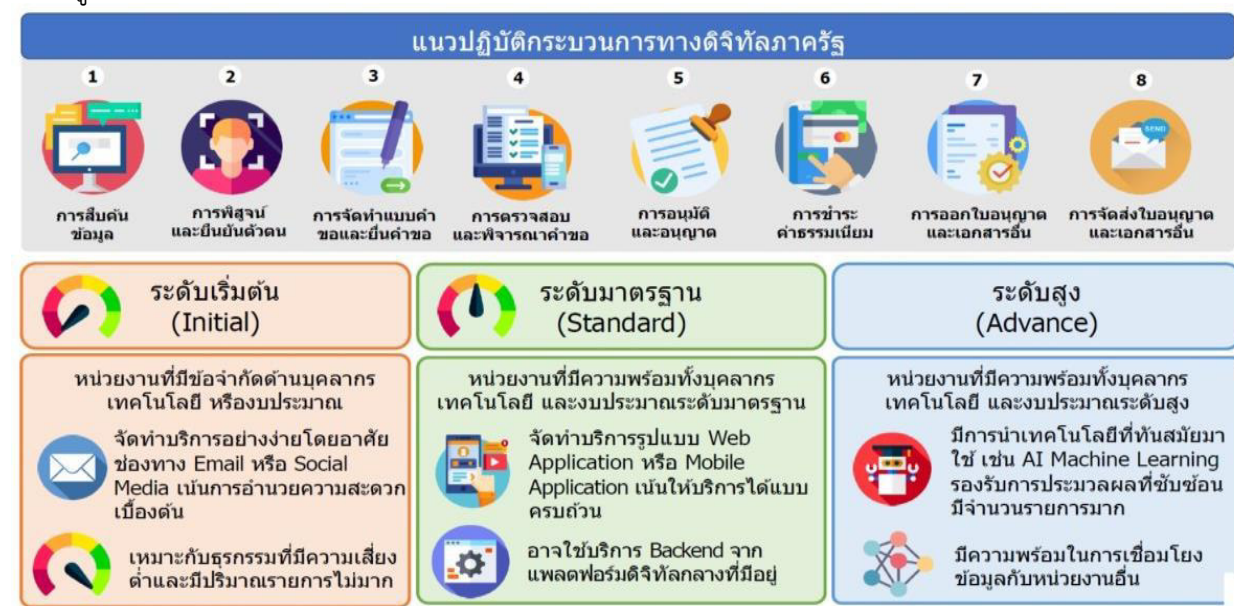 แนวปฏิบัติกระบวนการทางดิจิทัลภาครัฐ
1
2
3
4
5
6
7
8
การสืบค้น
ข้อมูล
การพิสูจน์
และยืนยันตัวตน
การจัดทำแบบคำ
ขอและยื่นคำขอ
การตรวจสอบ
และพิจารณาคำขอ
การอนุมัติ
และอนุญาต
การชำระ
ค่าธรรมเนียม
การออกใบอนุญาต
และเอกสารอื่น
SEND
การจัดส่งใบอนุญาต
และเอกสารอื่น
ระดับเริ่มต้น
(Initial)
หน่วยงานที่มีข้อจำกัดด้านบุคลากร
เทคโนโลยี หรืองบประมาณ
จัดทำบริการอย่างง่ายโดยอาศัย
ช่องทาง Email หรือ Social
Media เน้นการอำนวยความสะดวก
เบื้องต้น
เหมาะกับธุรกรรมที่มีความเสี่ยง
ต่ำและมีปริมาณรายการไม่มาก
ระดับมาตรฐาน
(Standard)
หน่วยงานที่มีความพร้อมทั้งบุคลากร
เทคโนโลยี และงบประมาณระดับมาตรฐาน
จัดทำบริการรูปแบบ Web
Application หรือ Mobile
Application เน้นให้บริการได้แบบ
ครบถ้วน
อาจใช้บริการ Backend จาก
แพลตฟอร์มดิจิทัลกลางที่มีอยู่
ระดับสูง
(Advance)
หน่วยงานที่มีความพร้อมทั้งบุคลากร
เทคโนโลยี และงบประมาณระดับสูง
มีการนำเทคโนโลยีที่ทันสมัยมา
ใช้ เช่น AI Machine Learning
รองรับการประมวลผลที่ซับซ้อน
มีจำนวนรายการมาก
มีความพร้อมในการเชื่อมโยง
ข้อมูลกับหน่วยงานอื่น